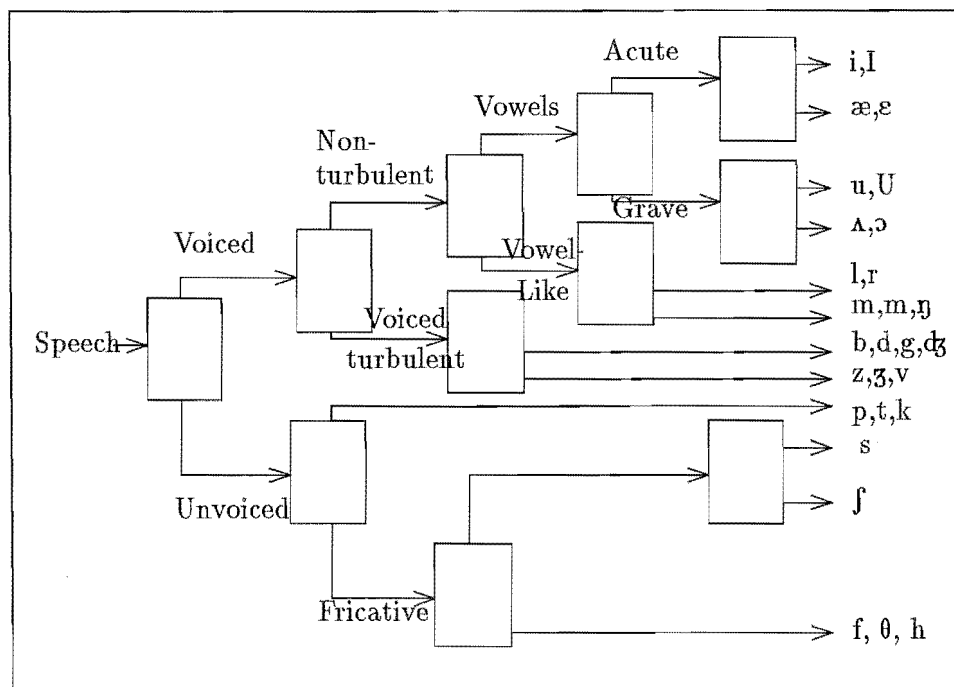 Acute
i,I
æ,ɛ
Vowels
Non-
turbulent
u,U
Grave
ʌ,ɔ
Voiced
Vowel-
Like
l,r
m,m,ŋ
Speech
Voiced
turbulent
b,d,g,ʤ
z,ʒ,v
p,t,k
s
Unvoiced
ʃ
Fricative
f, θ, h